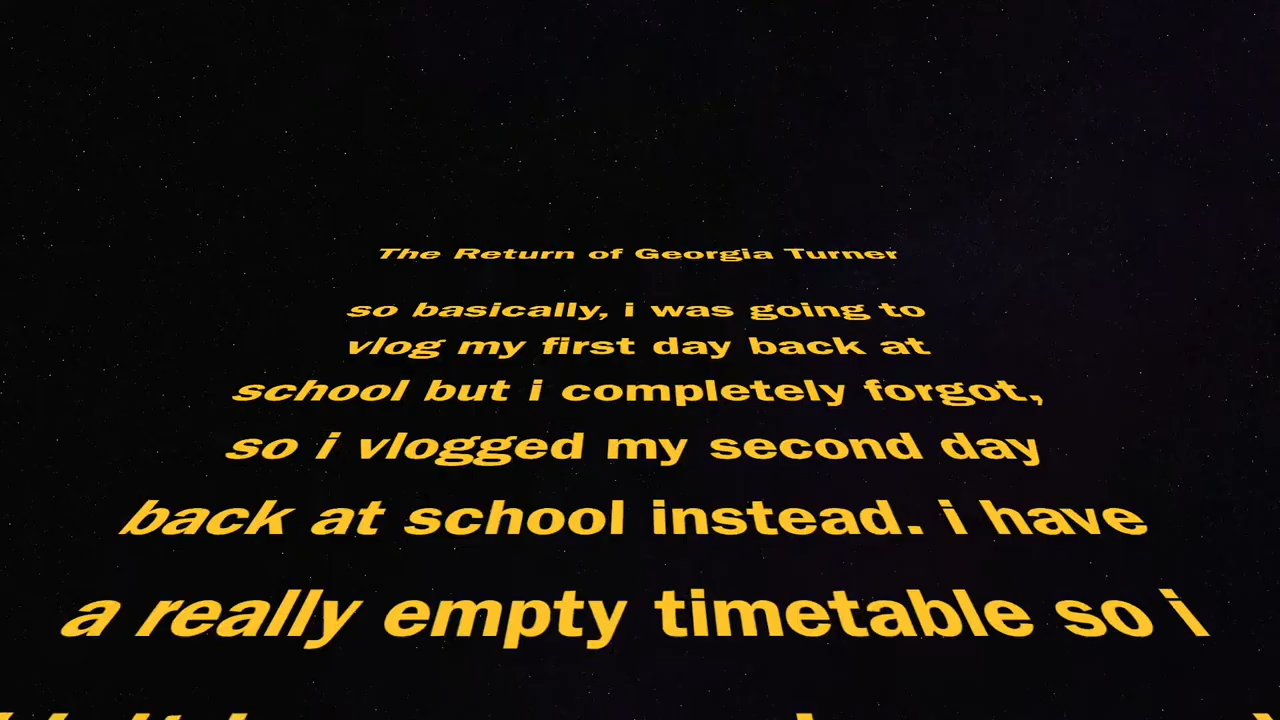 The Return of Georgia Turner
so basically, i was going to
vlog my first day back at
school but i completely forgot,
so i vlogged my second day
back at school instead. i have
a really empty timetable so i